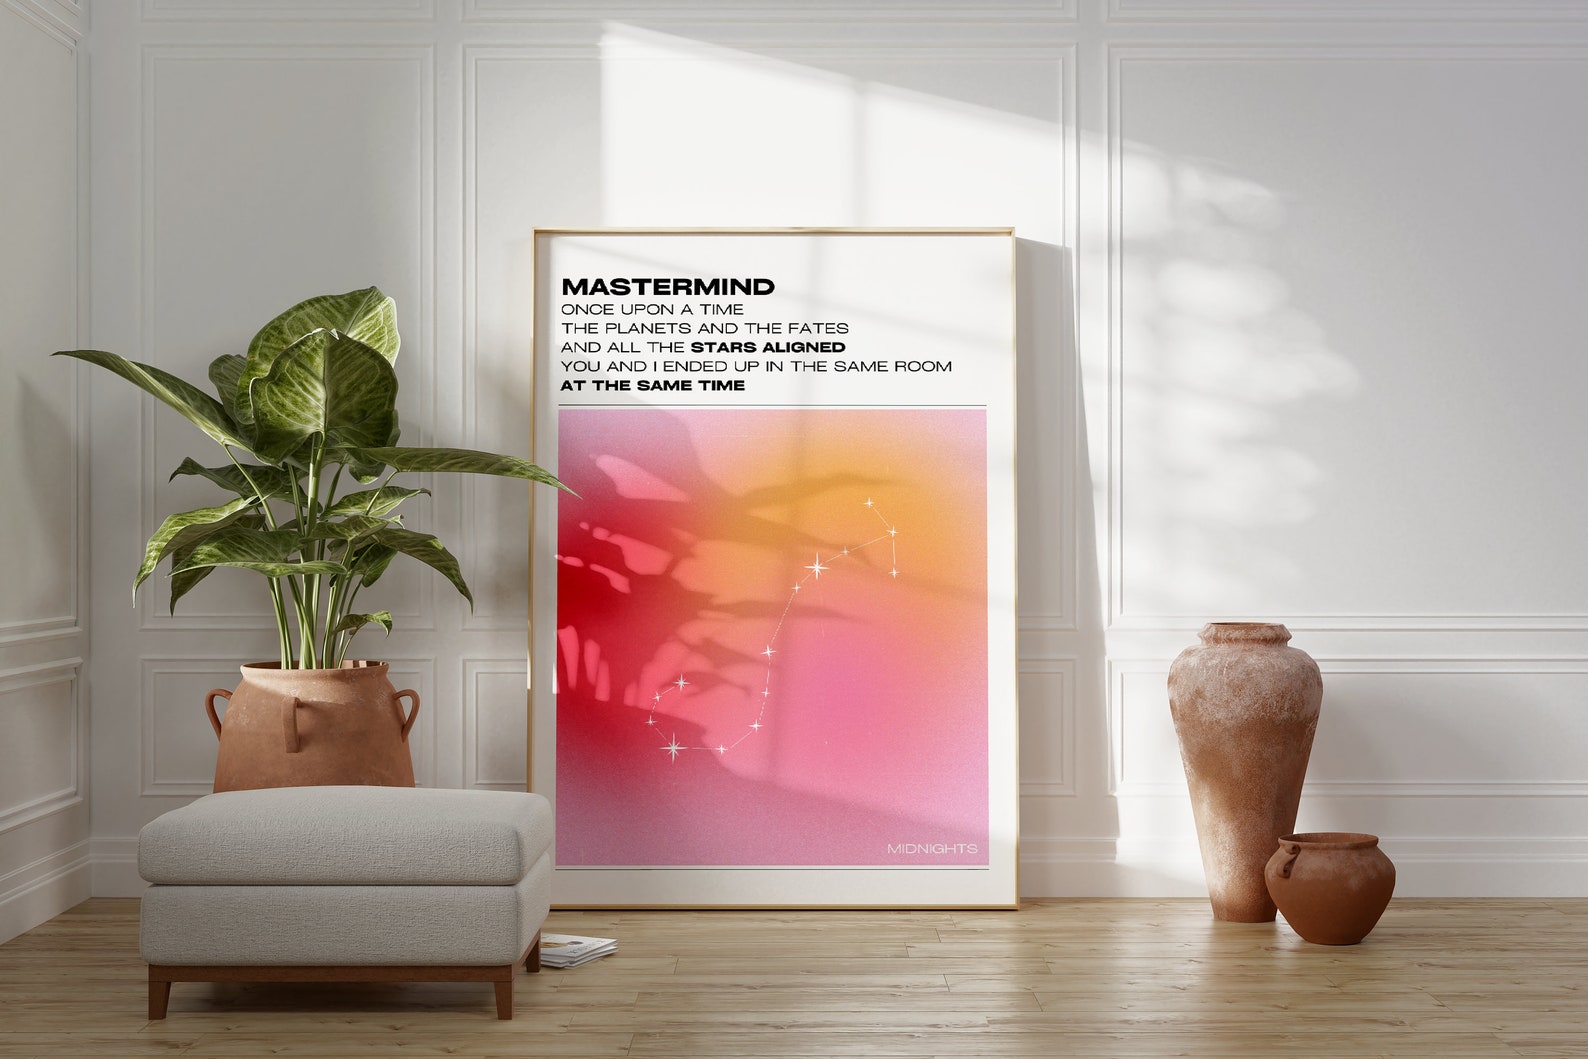 MASTERMIND
ONCE UPON A TIME
THE PLANETS AND THE FATES
AND ALL THE STARS ALIGNED
YOU AND I ENDED UP IN THE SAME ROOM
AT THE SAME TIME
MIDNIGHTS